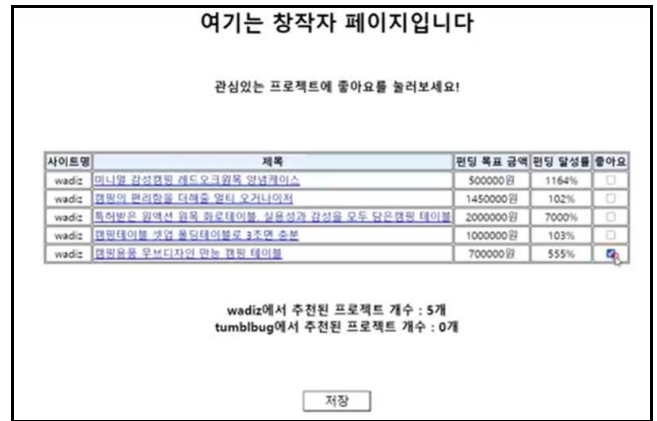 여기는 창작자 페이지입니다
관심있는 프로젝트에 좋아요를 눌러보세요!
사이트명 제목 펀딩 목표 금액 펀딩 달성률 좋아요
wadiz 미니멀 감성캠핑 레드오크원목 양념케이스 500000원 1164%
wadiz 캠핑의 편리함을 더해줄 멀티 오거나이저 1450000원 102%
wadiz 특허받은 원액션 원목 화로테이블. 실용성과 감성을 모두 담은캠핑 테이블 2000000원 7000%
wadiz 캠핑테이블 셋업 폴딩테이블로 3초면 충분 1000000원 103%
wadiz 캠핑용품 무브디자인 만능 캠핑 테이블 700000원 555%
wadiz에서 추천된 프로젝트 개수 : 5개
tumblbug에서 추천된 프로젝트 개수 : 0개
저장